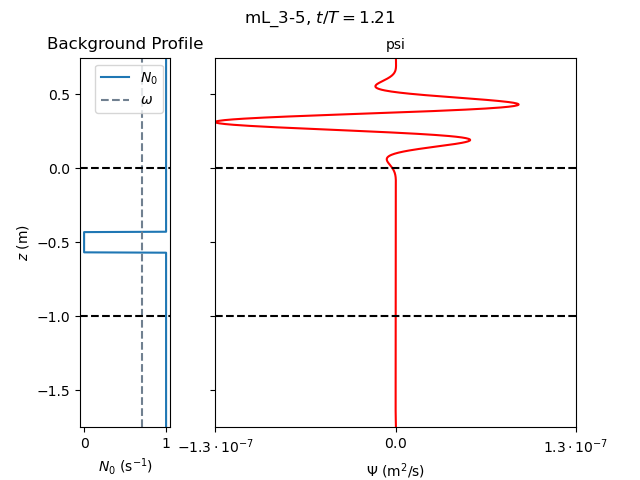 mL_3-5, t/T = 1.21
Background Profile
psi
N₀
ω
0.5
0.0
−0.5
−1.0
−1.5
z (m)
0
1
−1.3 · 10⁻⁷
0.0
1.3 · 10⁻⁷
N₀ (s⁻¹)
Ψ (m²/s)